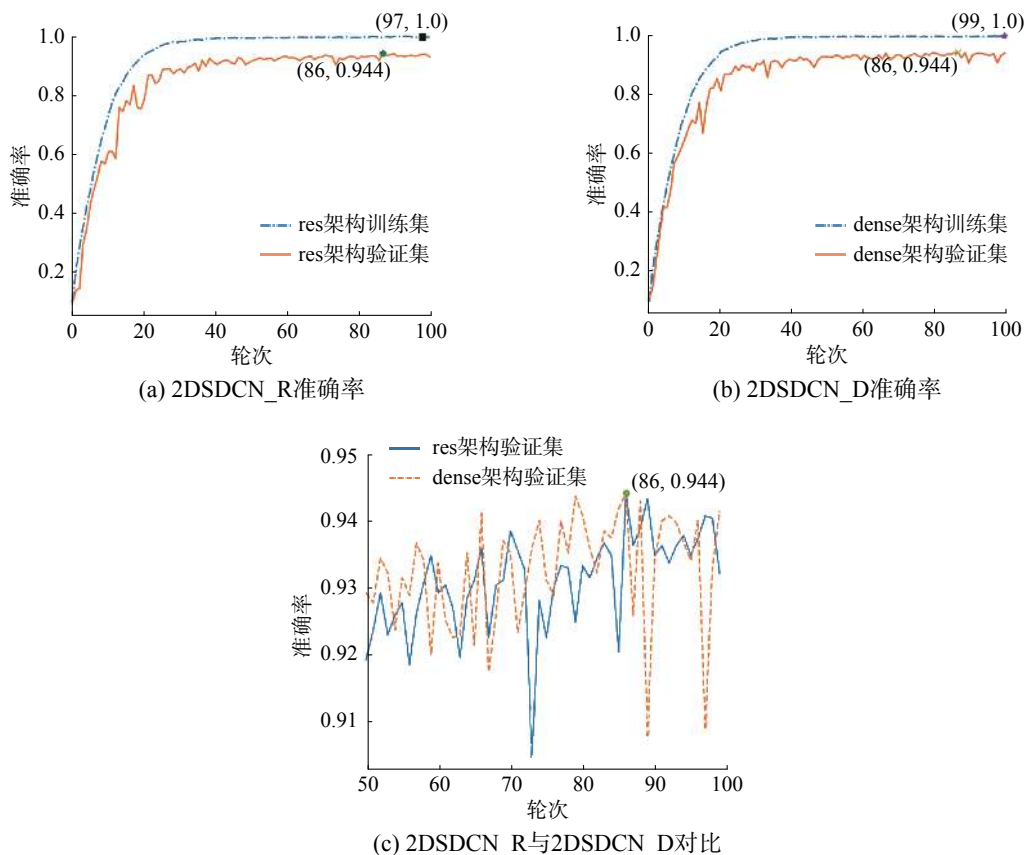 (97, 1.0)
1.0
0.8
0.6
0.4
0.2
准确率
(86, 0.944)
res架构训练集
res架构验证集
0
20
40
60
80
100
轮次
(a) 2DSDCN_R准确率
(99, 1.0)
1.0
0.8
0.6
0.4
0.2
准确率
(86, 0.944)
dense架构训练集
dense架构验证集
0
20
40
60
80
100
轮次
(b) 2DSDCN_D准确率
res架构验证集
dense架构验证集
(86, 0.944)
0.95
0.94
0.93
0.92
0.91
准确率
50
60
70
80
90
100
轮次
(c) 2DSDCN_R与2DSDCN_D对比